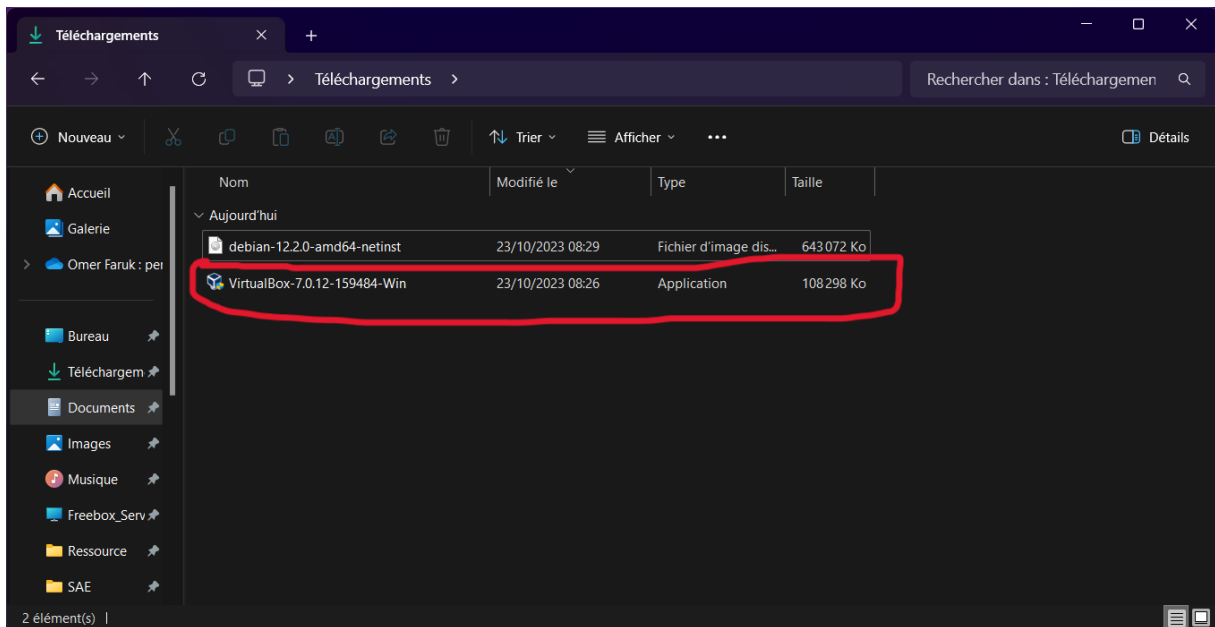 Téléchargements
Téléchargements
Rechercher dans : Téléchargemen
Nouveau
Trier
Afficher
Détails
Nom Modifié le Type Taille
Accueil
Aujourd'hui
Galerie
debian-12.2.0-amd64-netinst 23/10/2023 08:29 Fichier d'image dis... 643 072 Ko
Omer Faruk : per
VirtualBox-7.0.12-159484-Win 23/10/2023 08:26 Application 108 298 Ko
Bureau
Téléchargem
Documents
Images
Musique
Freebox_Serv
Ressource
SAE
2 élément(s)